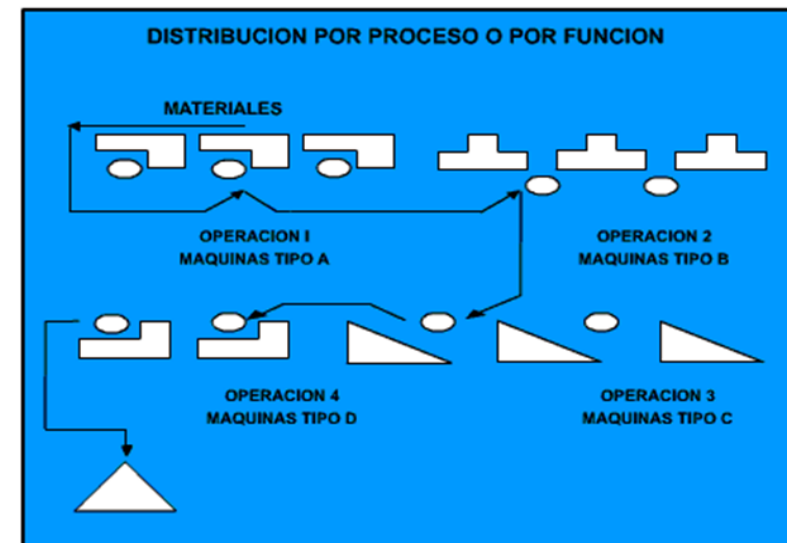 DISTRIBUCION POR PROCESO O POR FUNCION
MATERIALES
OPERACION I
MAQUINAS TIPO A
OPERACION 2
MAQUINAS TIPO B
OPERACION 4
MAQUINAS TIPO D
OPERACION 3
MAQUINAS TIPO C